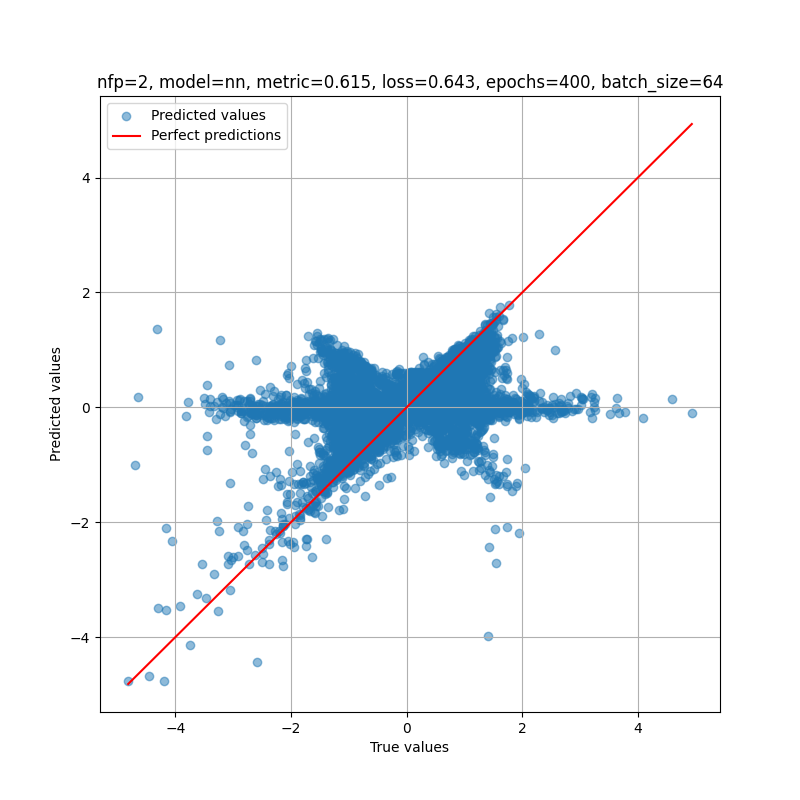 nfp=2, model=nn, metric=0.615, loss=0.643, epochs=400, batch_size=64
Predicted values
Perfect predictions
4
2
0
−2
−4
Predicted values
−4
−2
0
2
4
True values